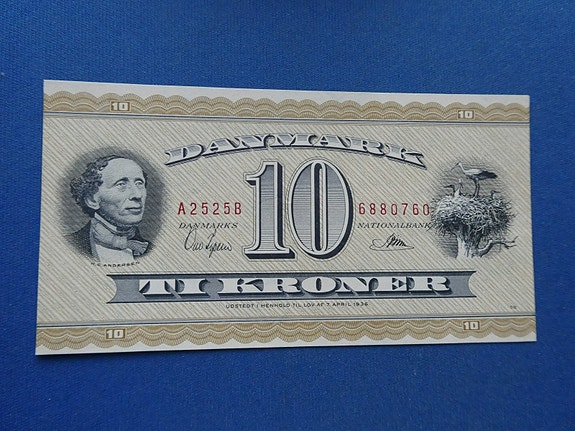 10 10
DANMARK
10
A2525B 6880760
DANMARKS NATIONALBANK
H.C. ANDERSEN
TI KRONER
UDSTEDT I HENHOLD TIL LOV AF 7. APRIL 1936
10 10